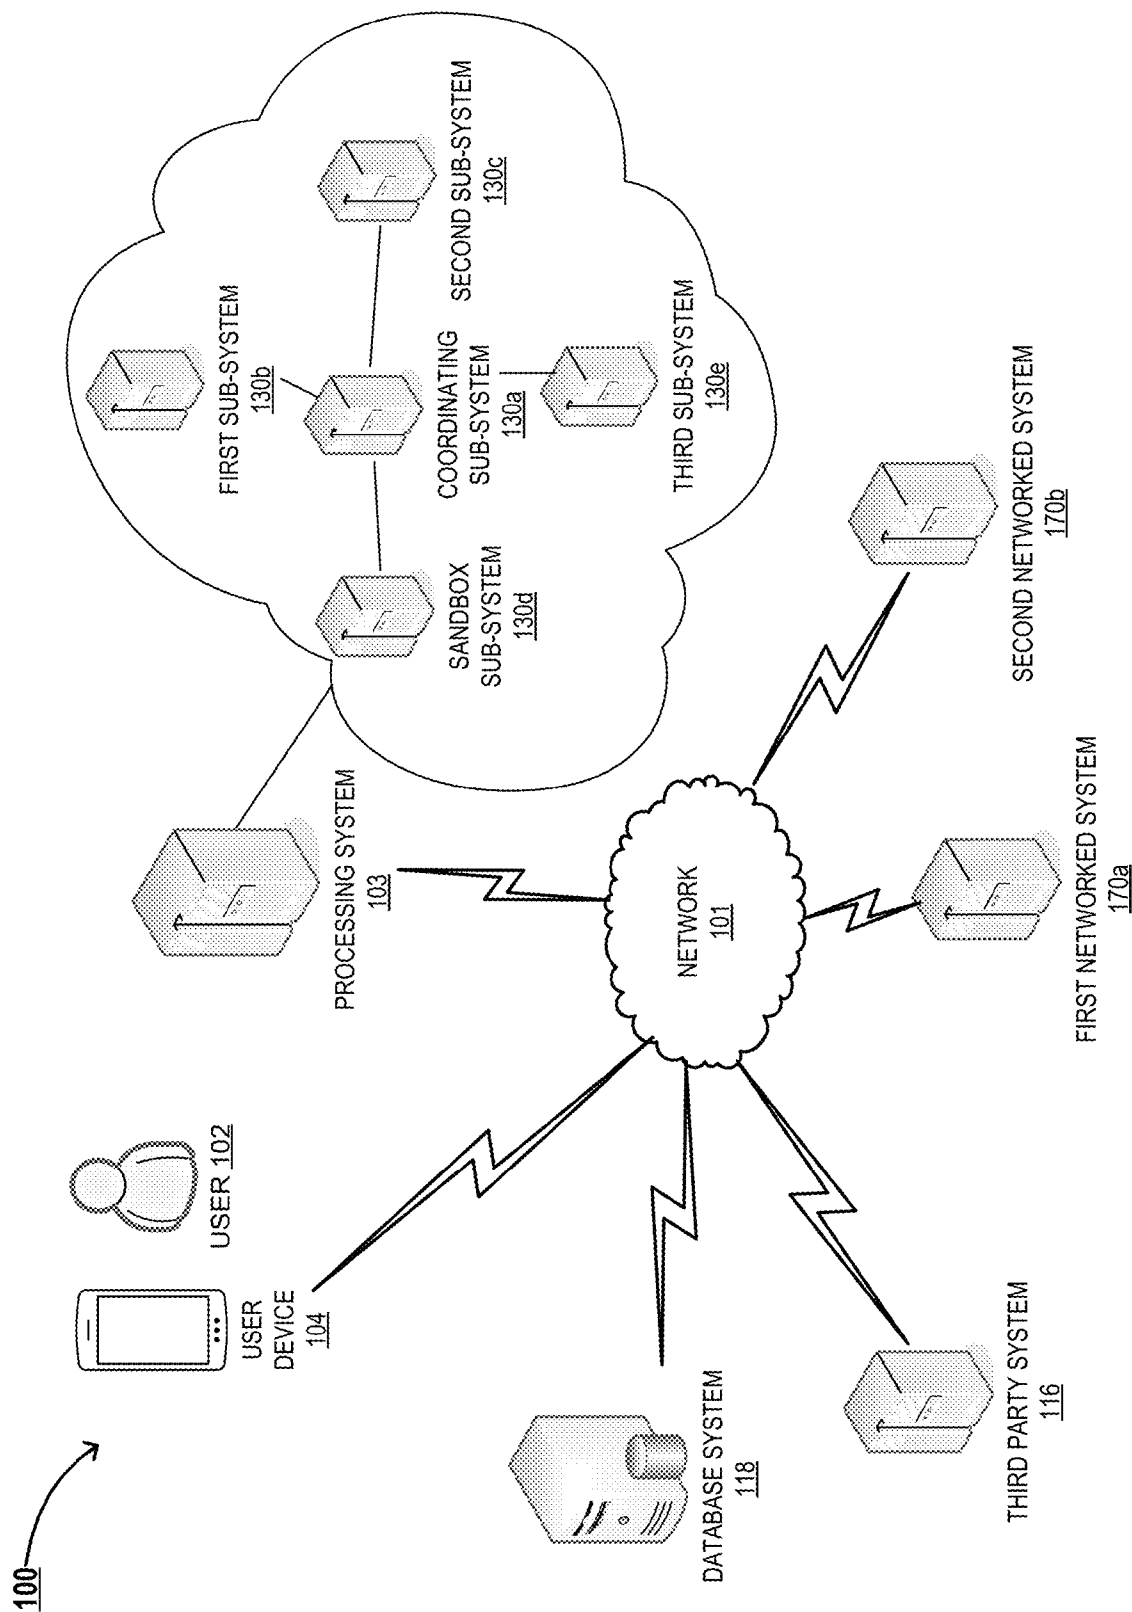 100
USER 102
USER
DEVICE
104
PROCESSING SYSTEM
103
FIRST SUB-SYSTEM
130b
SECOND SUB-SYSTEM
130c
COORDINATING
SUB-SYSTEM
130a
SANDBOX
SUB-SYSTEM
130d
THIRD SUB-SYSTEM
130e
NETWORK
101
DATABASE SYSTEM
118
THIRD PARTY SYSTEM
116
FIRST NETWORKED SYSTEM
170a
SECOND NETWORKED SYSTEM
170b